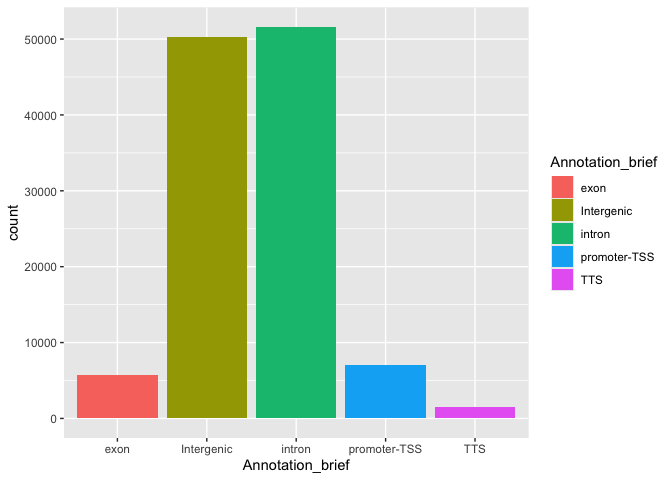 50000
40000
30000
20000
10000
0
count
exon
Intergenic
intron
promoter-TSS
TTS
Annotation_brief
Annotation_brief
exon
Intergenic
intron
promoter-TSS
TTS